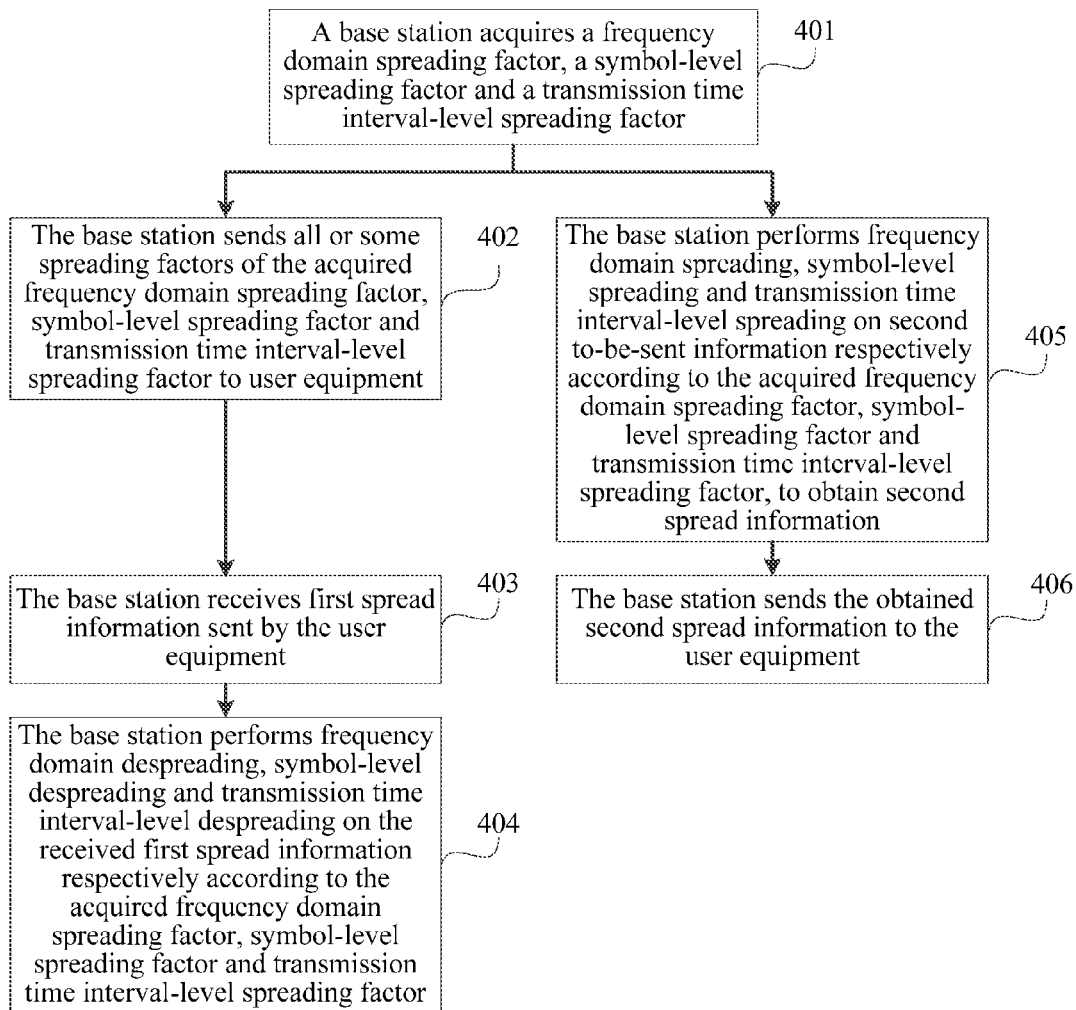 A base station acquires a frequency
domain spreading factor, a symbol-level
spreading factor and a transmission time
interval-level spreading factor
401
The base station sends all or some
spreading factors of the acquired
frequency domain spreading factor,
symbol-level spreading factor and
transmission time interval-level
spreading factor to user equipment
402
The base station performs frequency
domain spreading, symbol-level
spreading and transmission time
interval-level spreading on second
to-be-sent information respectively
according to the acquired frequency
domain spreading factor, symbol-
level spreading factor and
transmission time interval-level
spreading factor, to obtain second
spread information
405
The base station receives first spread
information sent by the user
equipment
403
The base station sends the obtained
second spread information to the
user equipment
406
The base station performs frequency
domain despreading, symbol-level
despreading and transmission time
interval-level despreading on the
received first spread information
respectively according to the
acquired frequency domain
spreading factor, symbol-level
spreading factor and transmission
time interval-level spreading factor
404